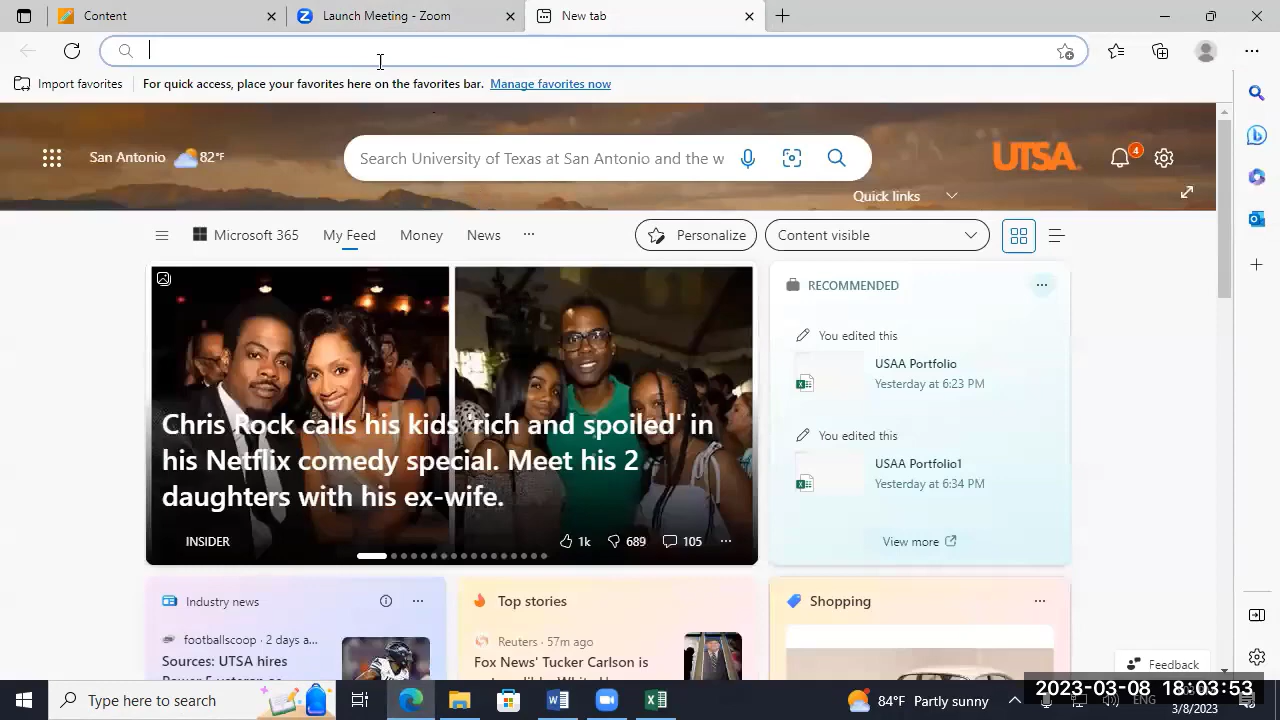 Content
Launch Meeting - Zoom
New tab
Import favorites
For quick access, place your favorites here on the favorites bar. Manage favorites now
San Antonio 82°F
Search University of Texas at San Antonio and the w
UTSA
4
Quick links
Microsoft 365
My Feed
Money
News
Personalize
Content visible
Chris Rock calls his kids 'rich and spoiled' in
his Netflix comedy special. Meet his 2
daughters with his ex-wife.
INSIDER
1k
689
105
RECOMMENDED
You edited this
USAA Portfolio
Yesterday at 6:23 PM
You edited this
USAA Portfolio1
Yesterday at 6:34 PM
View more
Industry news
footballscoop · 2 days a...
Sources: UTSA hires
Top stories
Reuters · 57m ago
Fox News' Tucker Carlson is
Shopping
Feedback
Type here to search
84°F Partly sunny
ENG
2023-03-08 18:03:53
3/8/2023